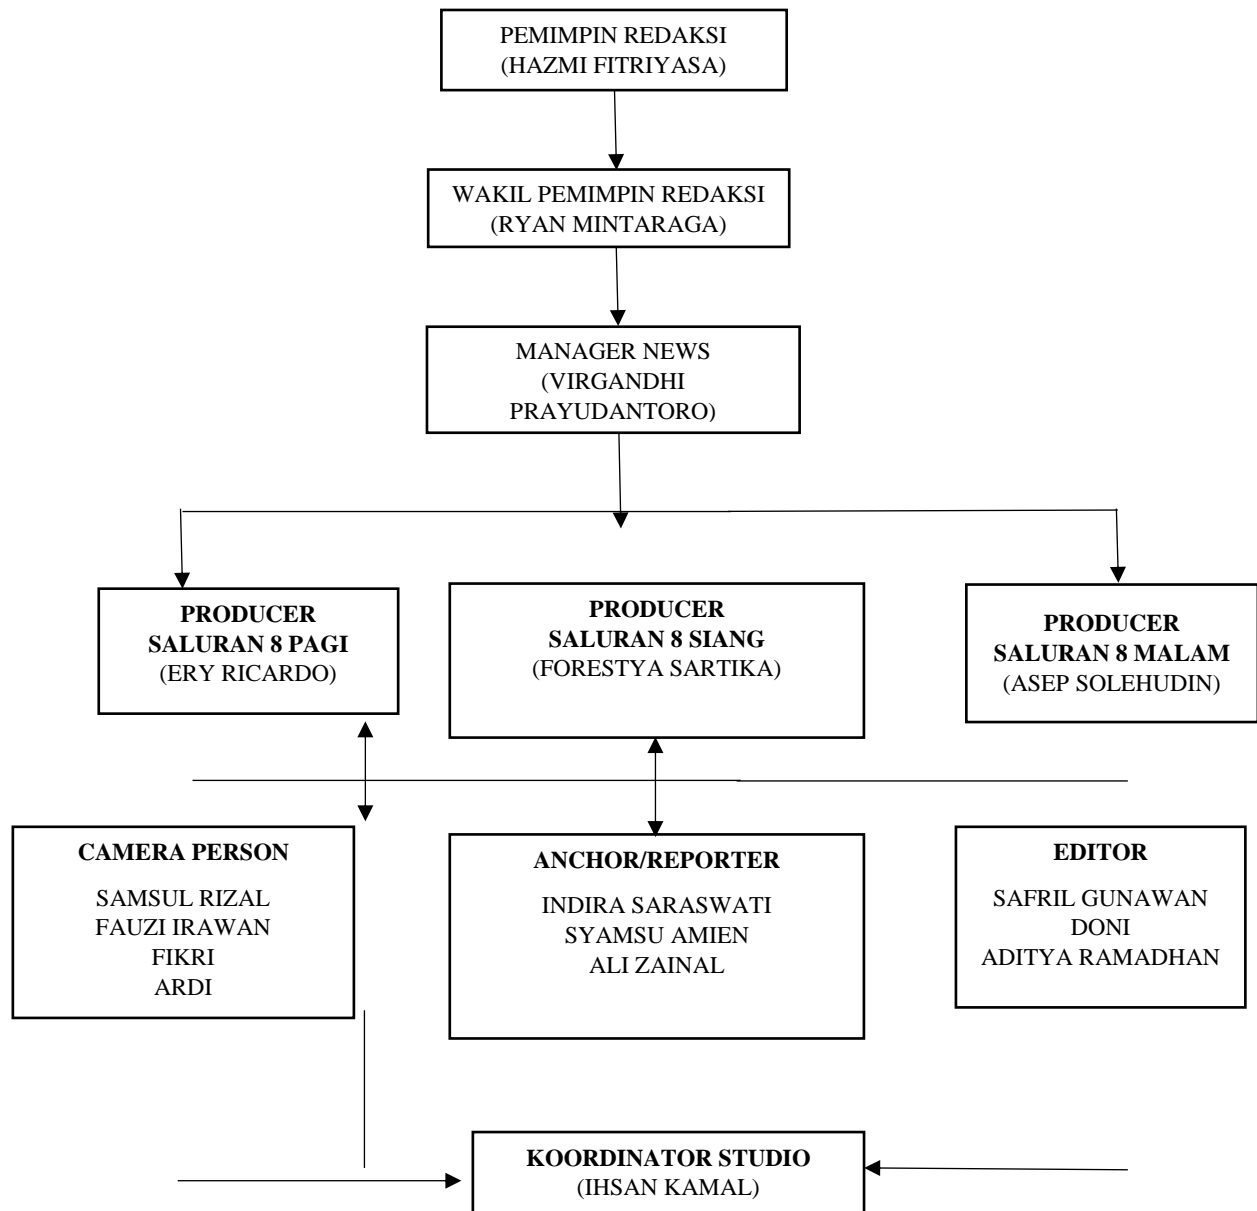 PEMIMPIN REDAKSI
(HAZMI FITRIYASA)
WAKIL PEMIMPIN REDAKSI
(RYAN MINTARAGA)
MANAGER NEWS
(VIRGANDHI
PRAYUDANTORO)
PRODUCER
SALURAN 8 PAGI
(ERY RICARDO)
PRODUCER
SALURAN 8 SIANG
(FORESTYA SARTIKA)
PRODUCER
SALURAN 8 MALAM
(ASEP SOLEHUDIN)
CAMERA PERSON
SAMSUL RIZAL
FAUZI IRAWAN
FIKRI
ARDI
ANCHOR/REPORTER
INDIRA SARASWATI
SYAMSU AMIEN
ALI ZAINAL
EDITOR
SAFRIL GUNAWAN
DONI
ADITYA RAMADHAN
KOORDINATOR STUDIO
(IHSAN KAMAL)